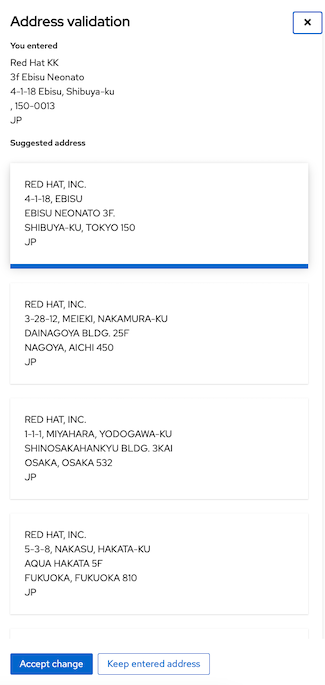 Address validation
×
You entered
Red Hat KK
3f Ebisu Neonato
4-1-18 Ebisu, Shibuya-ku
, 150-0013
JP
Suggested address
RED HAT, INC.
4-1-18, EBISU
EBISU NEONATO 3F.
SHIBUYA-KU, TOKYO 150
JP
RED HAT, INC.
3-28-12, MEIEKI, NAKAMURA-KU
DAINAGOYA BLDG. 25F
NAGOYA, AICHI 450
JP
RED HAT, INC.
1-1-1, MIYAHARA, YODOGAWA-KU
SHINOSAKAHANKYU BLDG. 3KAI
OSAKA, OSAKA 532
JP
RED HAT, INC.
5-3-8, NAKASU, HAKATA-KU
AQUA HAKATA 5F
FUKUOKA, FUKUOKA 810
JP
Accept change
Keep entered address